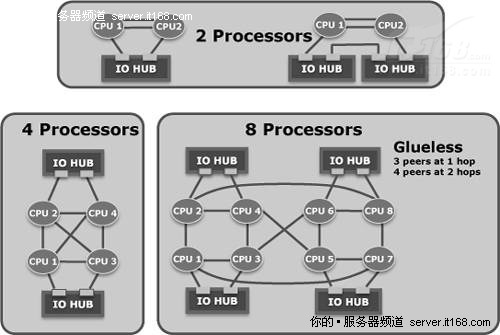 服务器频道 server.it168.com
CPU 1
CPU2
IO HUB
2 Processors
CPU 1
CPU2
IO HUB
IO HUB
4 Processors
IO HUB
CPU 2
CPU 4
CPU 1
CPU 3
IO HUB
8 Processors
Glueless
3 peers at 1 hop
4 peers at 2 hops
IO HUB
IO HUB
CPU 2
CPU 4
CPU 6
CPU 8
CPU 1
CPU 3
CPU 5
CPU 7
IO HUB
IO HUB
你的·服务器频道 server.it168.com